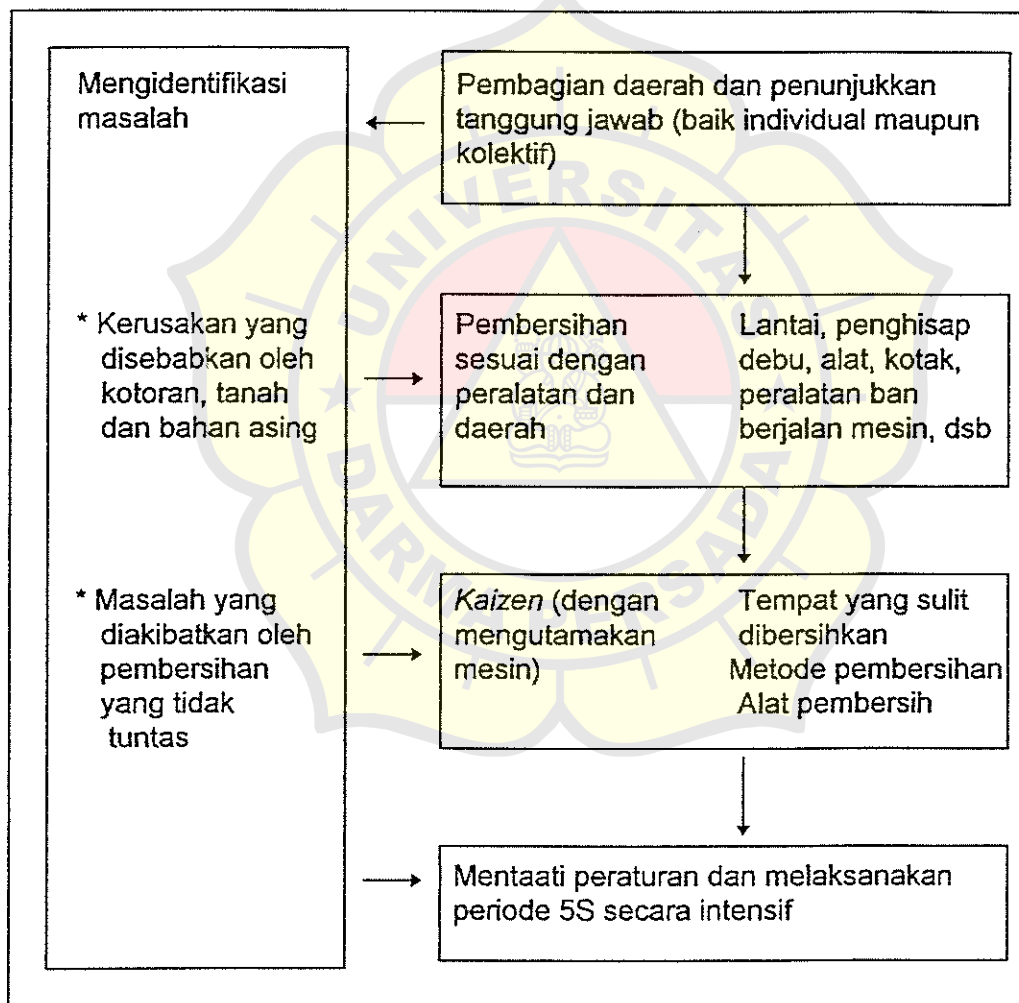 Mengidentifikasi
masalah
* Kerusakan yang
disebabkan oleh
kotoran, tanah
dan bahan asing
* Masalah yang
diakibatkan oleh
pembersihan
yang tidak
tuntas
Pembagian daerah dan penunjukkan
tanggung jawab (baik individual maupun
kolektif)
Pembersihan
sesuai dengan
peralatan dan
daerah
Lantai, penghisap
debu, alat, kotak,
peralatan ban
berjalan mesin, dsb
Kaizen (dengan
mengutamakan
mesin)
Tempat yang sulit
dibersihkan
Metode pembersihan
Alat pembersih
Mentaati peraturan dan melaksanakan
periode 5S secara intensif
UNIVERSITAS
DARMA PERSADA